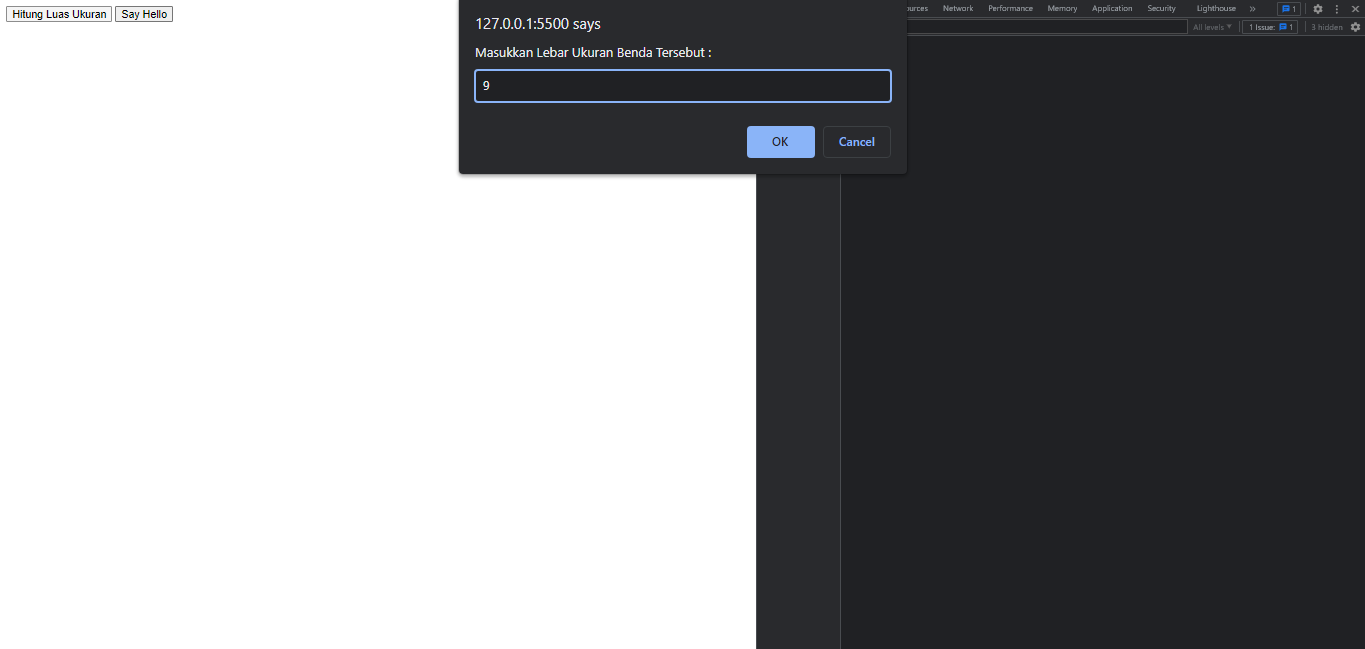 Hitung Luas Ukuran Say Hello
127.0.0.1:5500 says
Masukkan Lebar Ukuran Benda Tersebut :
9
OK Cancel
Network Performance Memory Application Security Lighthouse » 1
All levels 1 Issue: 1 3 hidden